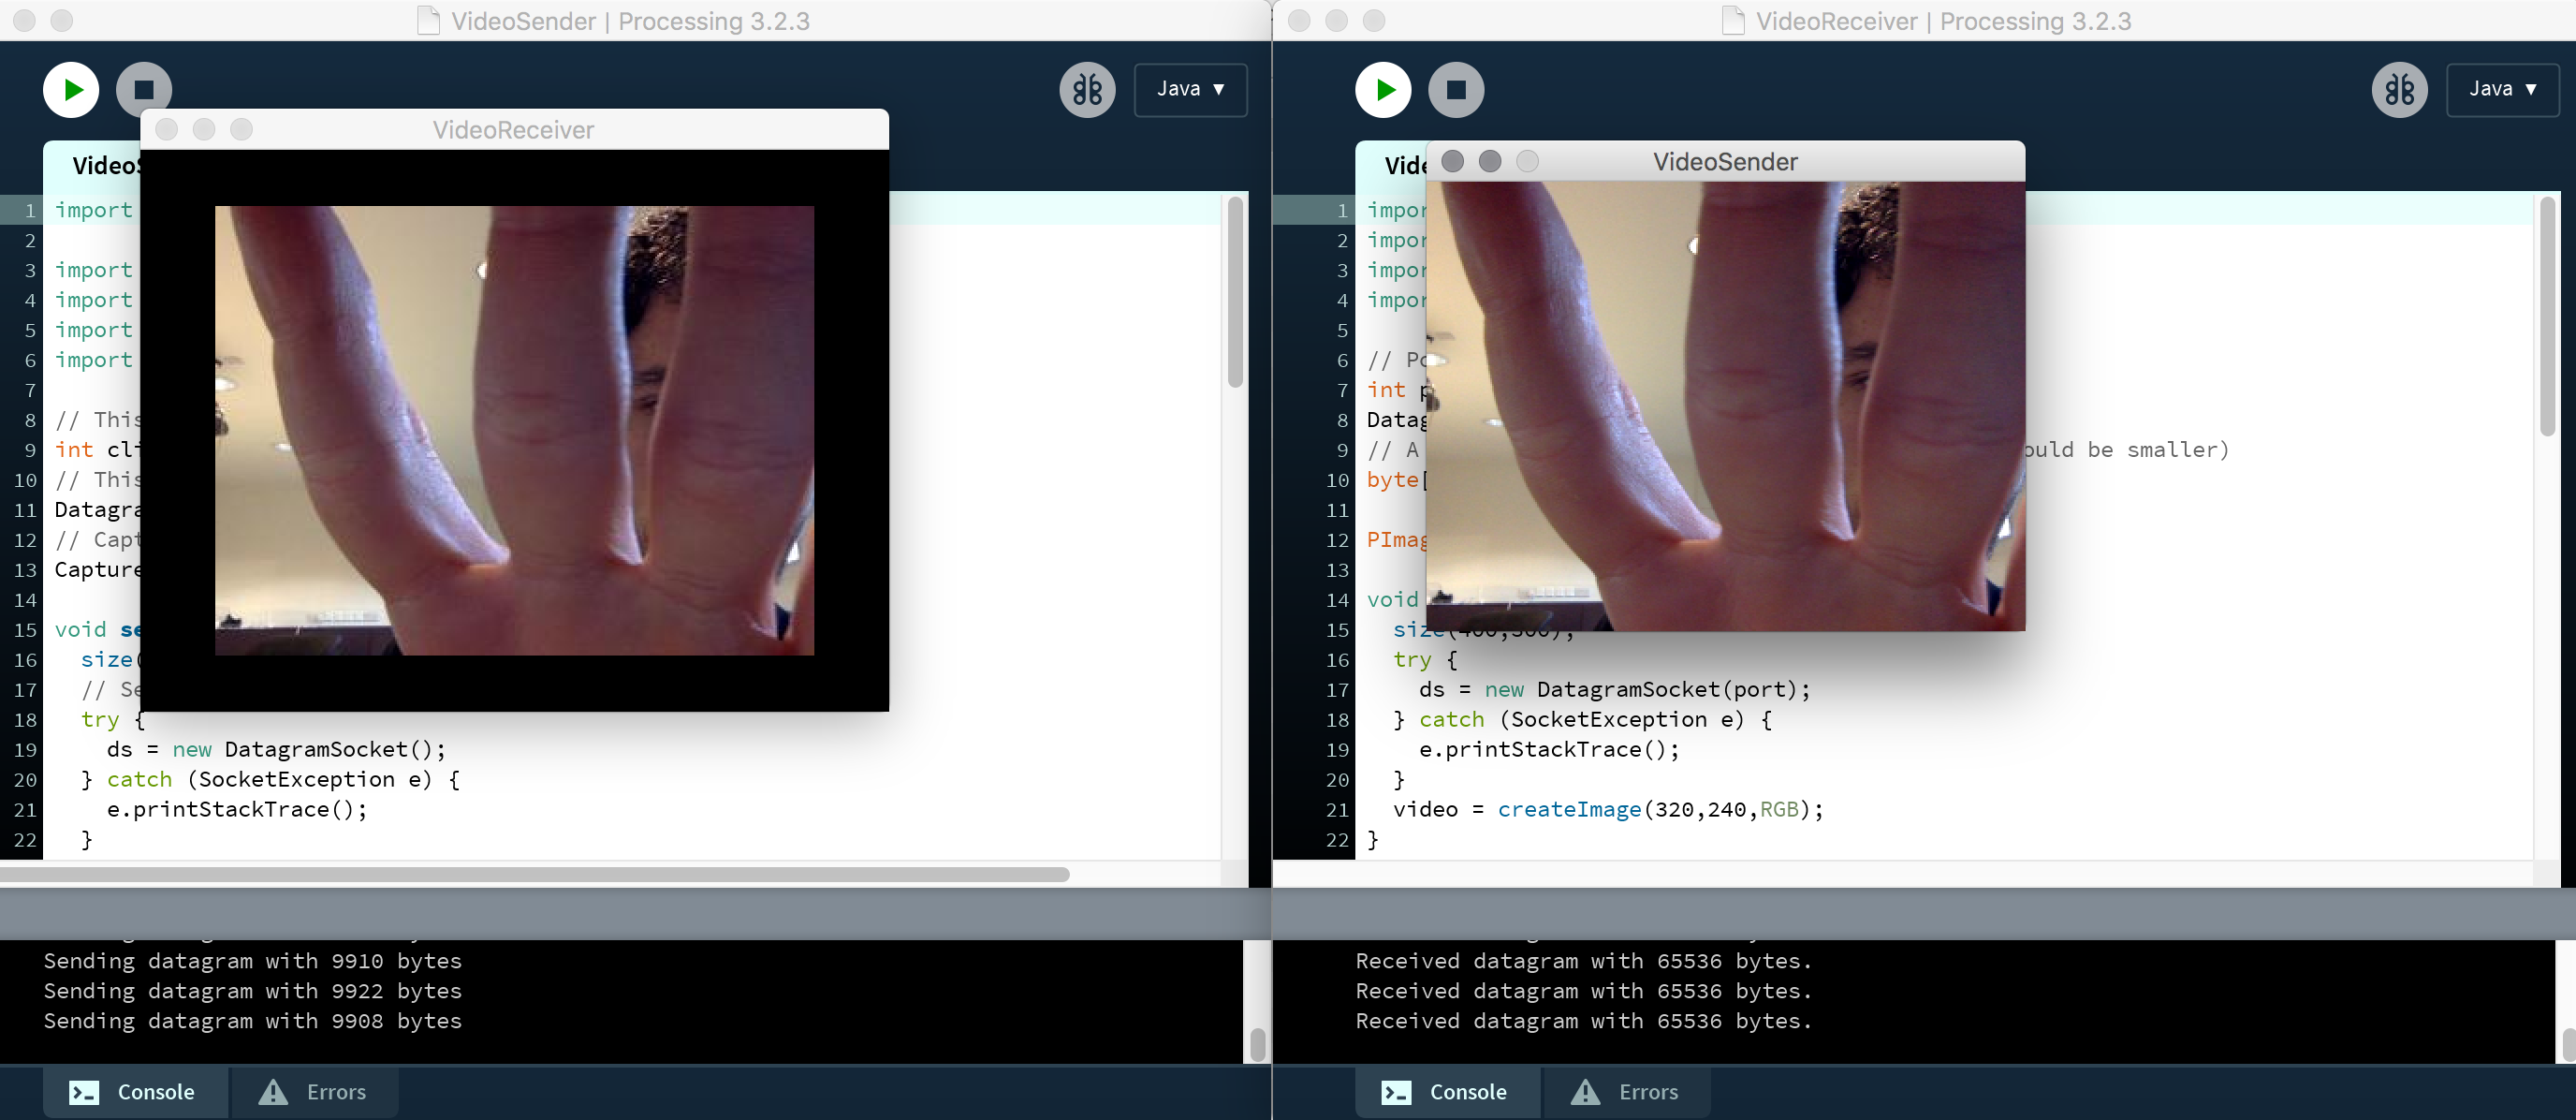 VideoSender | Processing 3.2.3
Java ▼
VideoReceiver
VideoS
1 import
2
3 import
4 import
5 import
6 import
7
8 // This
9 int cli
10 // This
11 Datagra
12 // Capt
13 Capture
14
15 void se
16 size(
17 // Se
18 try {
19 ds = new DatagramSocket();
20 } catch (SocketException e) {
21 e.printStackTrace();
22 }
Sending datagram with 9910 bytes
Sending datagram with 9922 bytes
Sending datagram with 9908 bytes
Console
Errors
VideoReceiver | Processing 3.2.3
Java ▼
VideoSender
Vide
1 impor
2 impor
3 impor
4 impor
5
6 // Po
7 int p
8 Datag
9 // A ould be smaller)
10 byte[
11
12 PImag
13
14 void
15 size(400,300);
16 try {
17 ds = new DatagramSocket(port);
18 } catch (SocketException e) {
19 e.printStackTrace();
20 }
21 video = createImage(320,240,RGB);
22 }
Received datagram with 65536 bytes.
Received datagram with 65536 bytes.
Received datagram with 65536 bytes.
Console
Errors